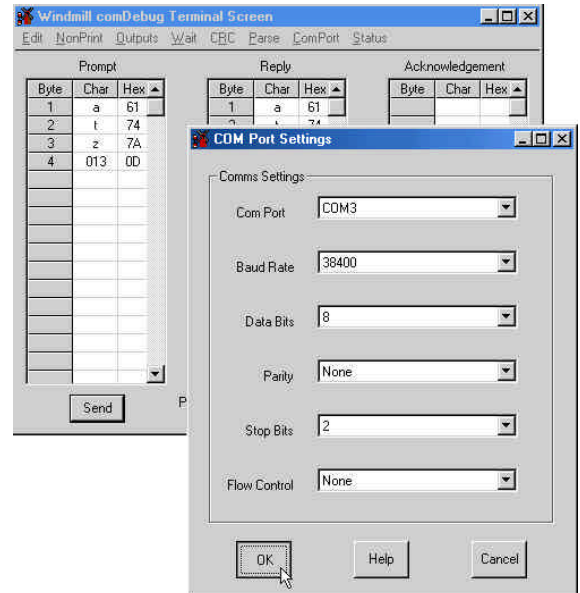 Windmill comDebug Terminal Screen
Edit NonPrint Outputs Wait CRC Parse ComPort Status
Prompt Reply Acknowledgement
Byte Char Hex Byte Char Hex Byte Char Hex
1 a 61 1 a 61
2 t 74 2 t 74
3 z 7A
4 013 0D
Send P
COM Port Settings
Comms Settings
Com Port COM3
Baud Rate 38400
Data Bits 8
Parity None
Stop Bits 2
Flow Control None
OK Help Cancel